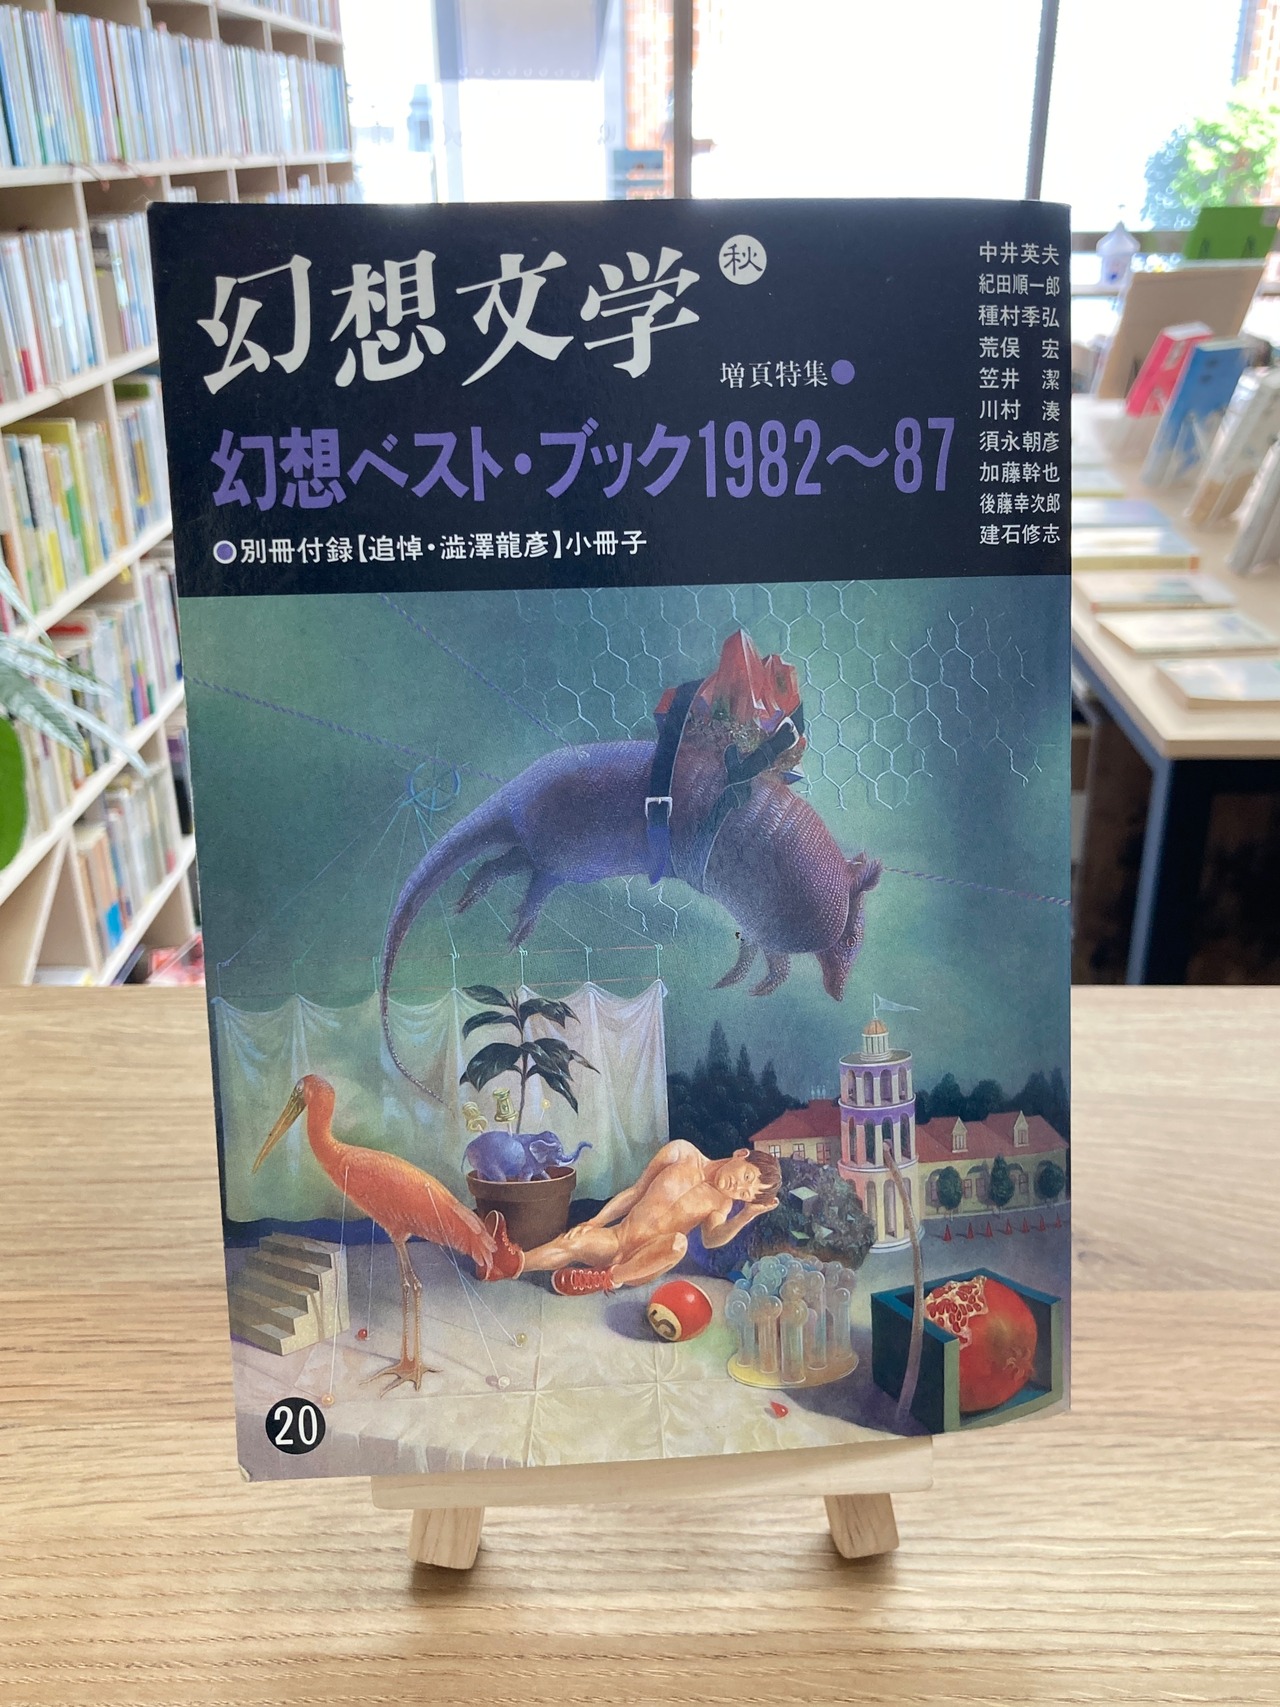 幻想文学 秋
増頁特集●
幻想ベスト・ブック1982〜87
●別冊付録【追悼・澁澤龍彥】小冊子
中井英夫
紀田順一郎
種村季弘
荒俣 宏
笠井 潔
川村 湊
須永朝彥
加藤幹也
後藤幸次郎
建石修志
5
20